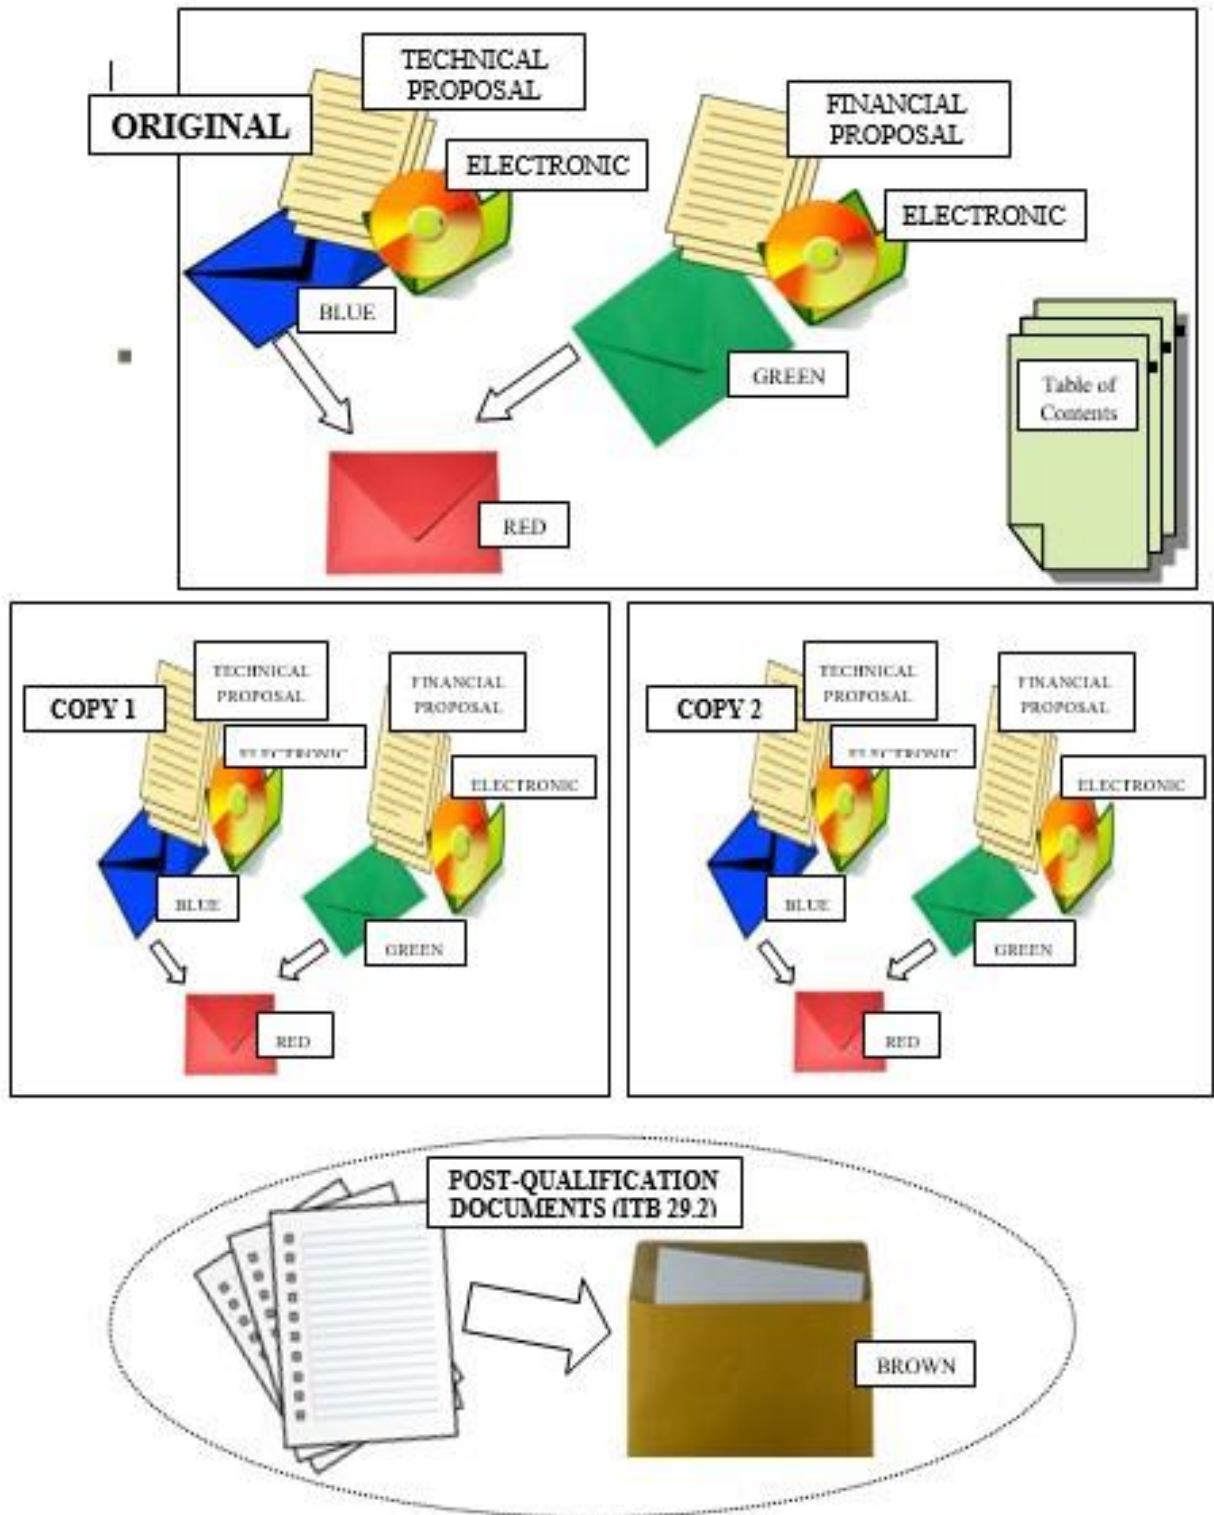 TECHNICAL
PROPOSAL
ORIGINAL
ELECTRONIC
BLUE
FINANCIAL
PROPOSAL
ELECTRONIC
GREEN
RED
Table of
Contents
COPY 1
TECHNICAL
PROPOSAL
ELECTRONIC
BLUE
FINANCIAL
PROPOSAL
ELECTRONIC
GREEN
RED
COPY 2
TECHNICAL
PROPOSAL
ELECTRONIC
BLUE
FINANCIAL
PROPOSAL
ELECTRONIC
GREEN
RED
POST-QUALIFICATION
DOCUMENTS (ITB 29.2)
BROWN